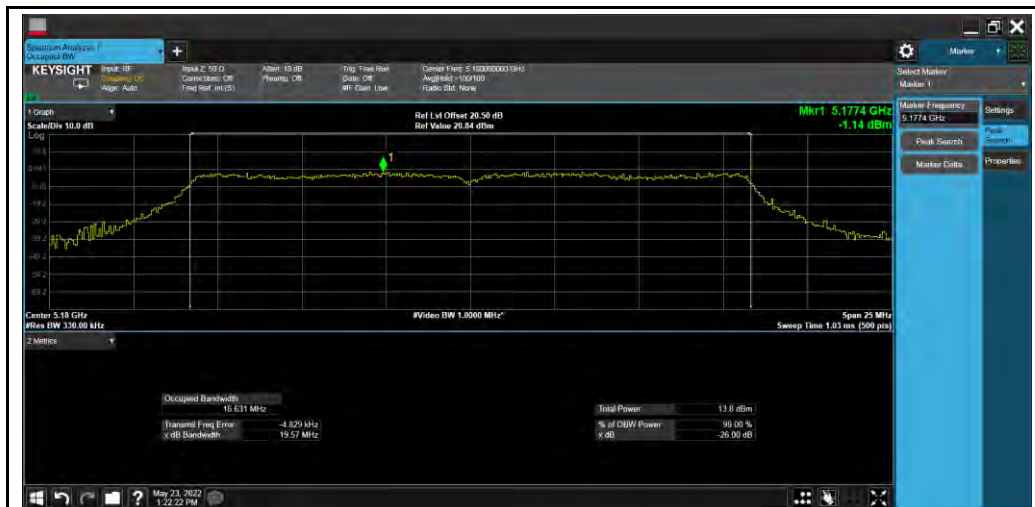 Spectrum Analyzer 1
Occupied BW
+
Marker
KEYSIGHT
Input: RF
Align: Auto
Input Z: 50 Ω
Corrections: Off
Freq Ref: Int (S)
Atten: 10 dB
Preamp: Off
Trig: Free Run
Gate: Off
#IF Gain: Low
Center Freq: 5.180000000 GHz
Avg|Hold: >100/100
Radio Std: None
Select Marker
Marker 1
1 Graph
Scale/Div 10.0 dB
Log
Ref Lvl Offset 20.50 dB
Ref Value 20.84 dBm
Mkr1 5.1774 GHz
-1.14 dBm
1
Marker Frequency
5.1774 GHz
Settings
Peak Search
Peak
Search
Marker Delta
Properties
Center 5.18 GHz
#Res BW 330.00 kHz
#Video BW 1.0000 MHz*
Span 25 MHz
Sweep Time 1.03 ms (500 pts)
2 Metrics
Occupied Bandwidth
16.631 MHz
Transmit Freq Error -4.829 kHz
x dB Bandwidth 19.57 MHz
Total Power 13.8 dBm
% of OBW Power 99.00 %
x dB -26.00 dB
?
May 23, 2022
1:22:22 PM